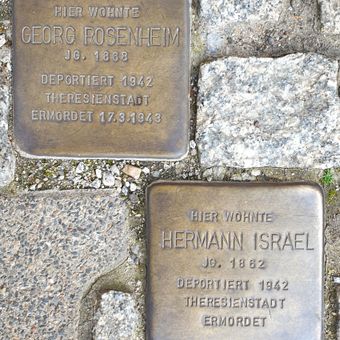 HIER WOHNTE
GEORG ROSENHEIM
JG. 1868
DEPORTIERT 1942
THERESIENSTADT
ERMORDET 17.3.1943
HIER WOHNTE
HERMANN ISRAEL
JG. 1862
DEPORTIERT 1942
THERESIENSTADT
ERMORDET